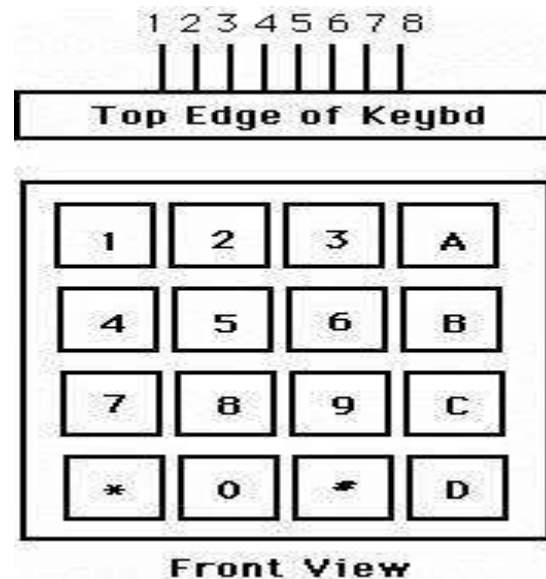 1 2 3 4 5 6 7 8
Top Edge of Keybd
1 2 3 A
4 5 6 B
7 8 9 C
* 0 # D
Front View